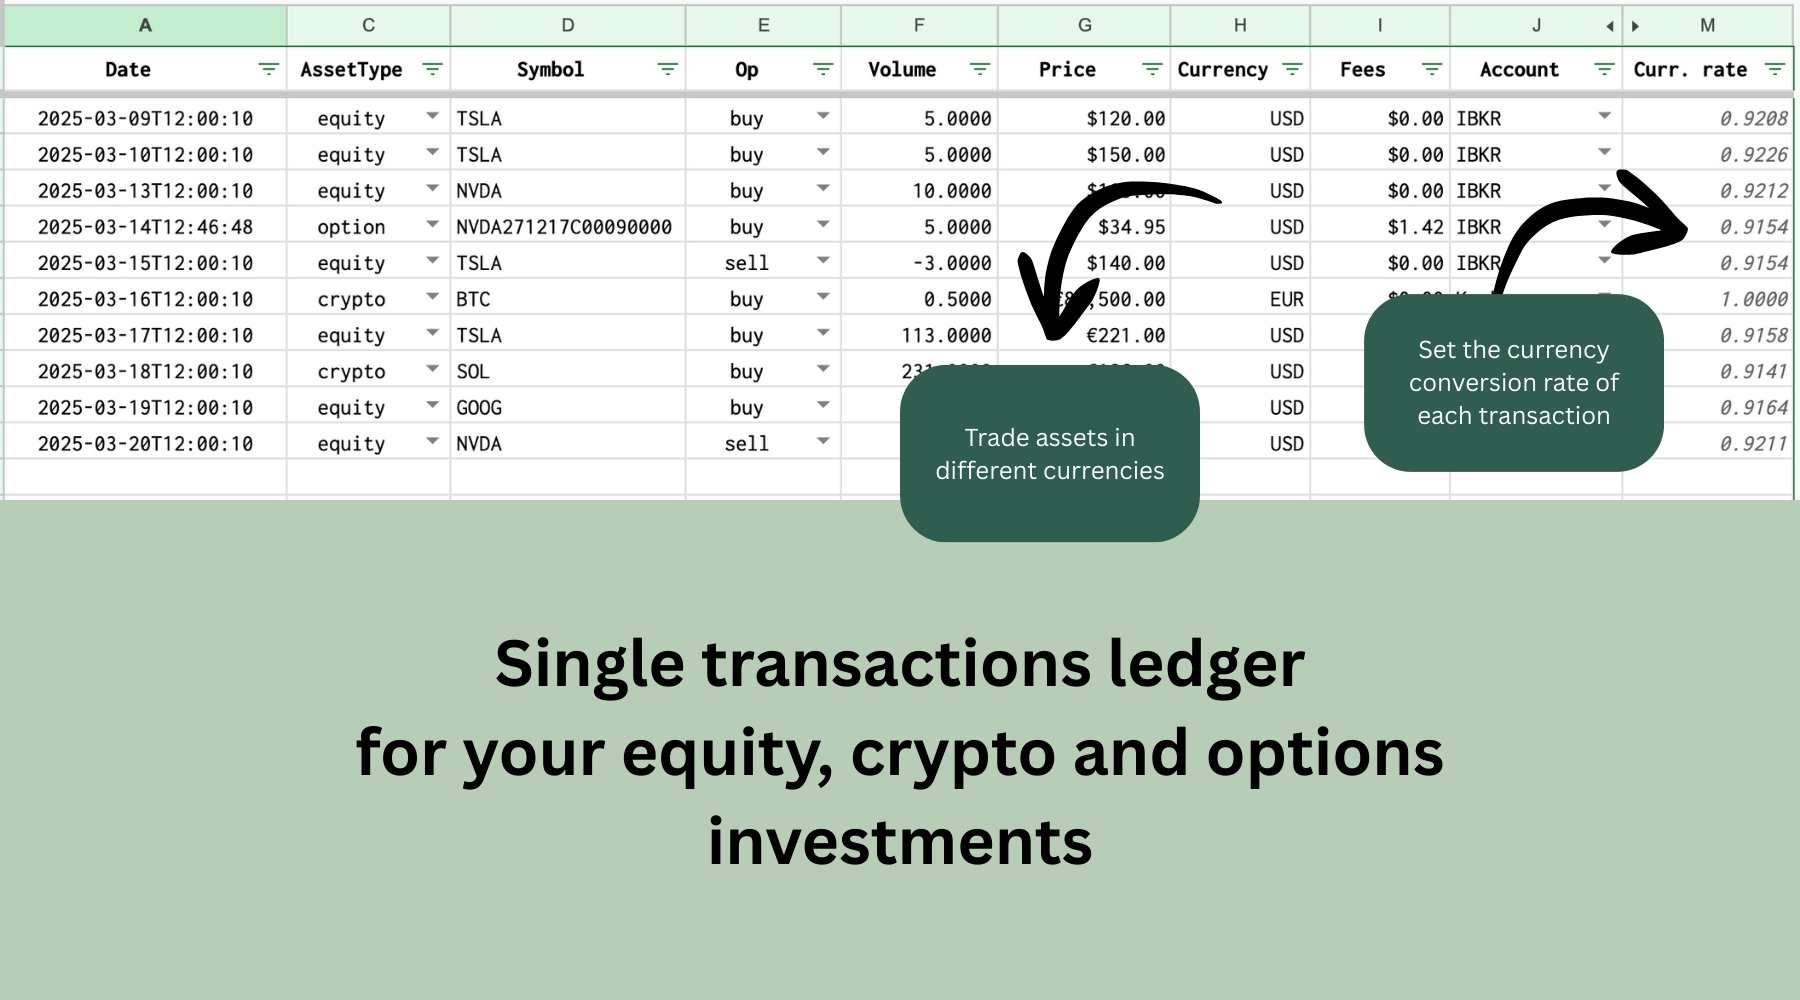 A C D E F G H I J M
Date AssetType Symbol Op Volume Price Currency Fees Account Curr. rate
2025-03-09T12:00:10 equity TSLA buy 5.0000 $120.00 USD $0.00 IBKR 0.9208
2025-03-10T12:00:10 equity TSLA buy 5.0000 $150.00 USD $0.00 IBKR 0.9226
2025-03-13T12:00:10 equity NVDA buy 10.0000 USD $0.00 IBKR 0.9212
2025-03-14T12:46:48 option NVDA271217C00090000 buy 5.0000 $34.95 USD $1.42 IBKR 0.9154
2025-03-15T12:00:10 equity TSLA sell -3.0000 $140.00 USD $0.00 IBKR 0.9154
2025-03-16T12:00:10 crypto BTC buy 0.5000 EUR 1.0000
2025-03-17T12:00:10 equity TSLA buy 113.0000 €221.00 USD 0.9158
2025-03-18T12:00:10 crypto SOL buy USD 0.9141
2025-03-19T12:00:10 equity GOOG buy USD 0.9164
2025-03-20T12:00:10 equity NVDA sell USD 0.9211
Trade assets in
different currencies
Set the currency
conversion rate of
each transaction
Single transactions ledger
for your equity, crypto and options
investments